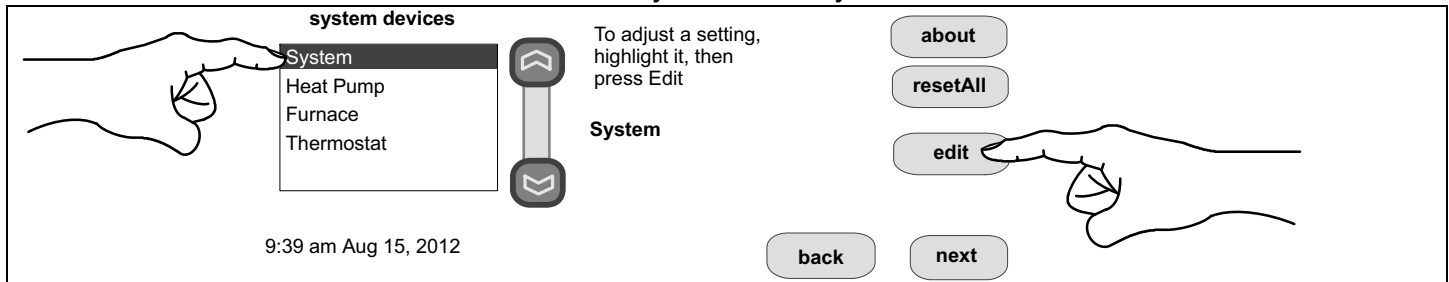 system devices
System
Heat Pump
Furnace
Thermostat
9:39 am Aug 15, 2012
To adjust a setting,
highlight it, then
press Edit
System
about
resetAll
edit
back
next